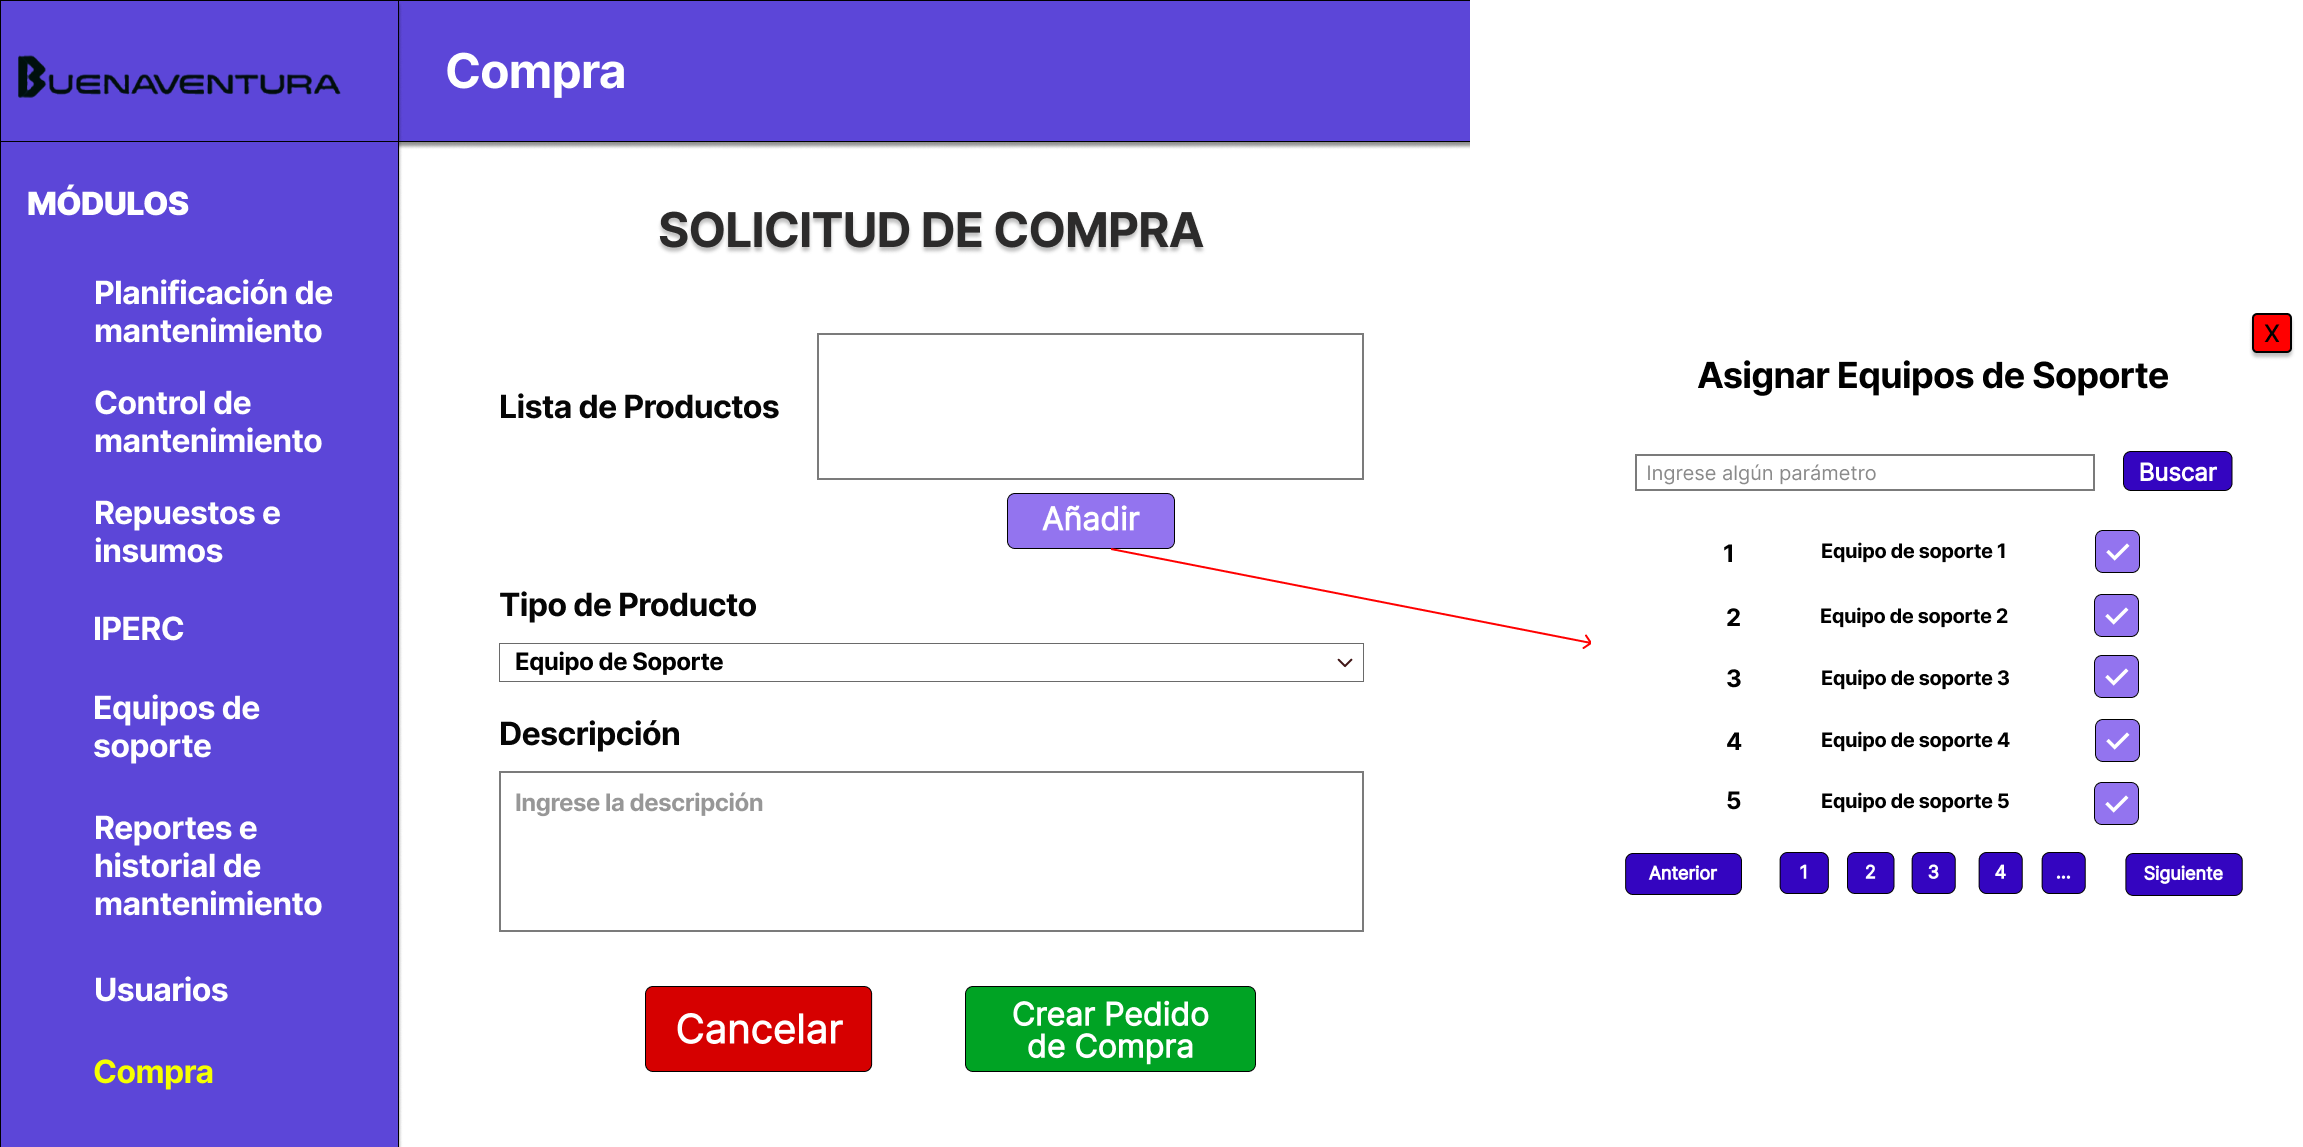 BUENAVENTURA
Compra
MÓDULOS
Planificación de
mantenimiento
Control de
mantenimiento
Repuestos e
insumos
IPERC
Equipos de
soporte
Reportes e
historial de
mantenimiento
Usuarios
Compra
SOLICITUD DE COMPRA
Lista de Productos
Añadir
Tipo de Producto
Equipo de Soporte
Descripción
Ingrese la descripción
Cancelar
Crear Pedido
de Compra
X
Asignar Equipos de Soporte
Ingrese algún parámetro
Buscar
1 Equipo de soporte 1
2 Equipo de soporte 2
3 Equipo de soporte 3
4 Equipo de soporte 4
5 Equipo de soporte 5
Anterior 1 2 3 4 ... Siguiente